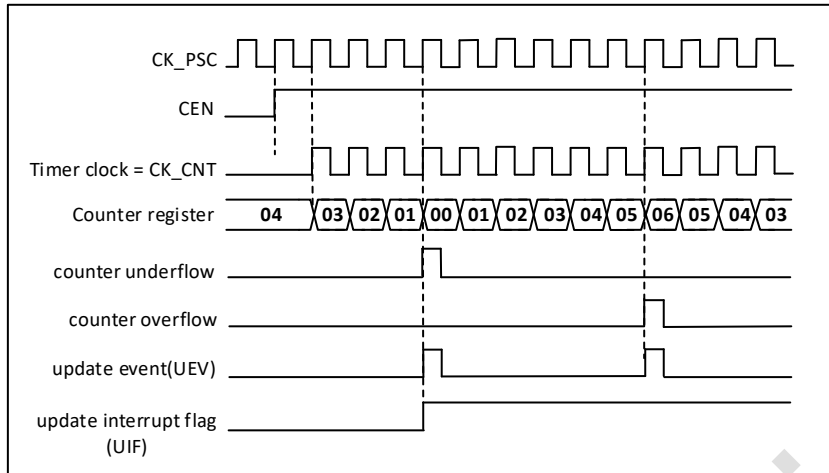 CK_PSC
CEN
Timer clock = CK_CNT
Counter register 04 03 02 01 00 01 02 03 04 05 06 05 04 03
counter underflow
counter overflow
update event(UEV)
update interrupt flag
(UIF)